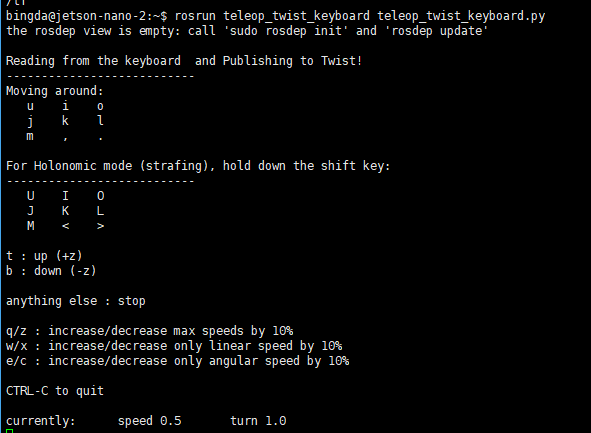 /tf
bingda@jetson-nano-2:~$ rosrun teleop_twist_keyboard teleop_twist_keyboard.py
the rosdep view is empty: call 'sudo rosdep init' and 'rosdep update'
Reading from the keyboard  and Publishing to Twist!
---------------------------
Moving around:
   u    i    o
   j    k    l
   m    ,    .
For Holonomic mode (strafing), hold down the shift key:
---------------------------
   U    I    O
   J    K    L
   M    <    >
t : up (+z)
b : down (-z)
anything else : stop
q/z : increase/decrease max speeds by 10%
w/x : increase/decrease only linear speed by 10%
e/c : increase/decrease only angular speed by 10%
CTRL-C to quit
currently:      speed 0.5       turn 1.0